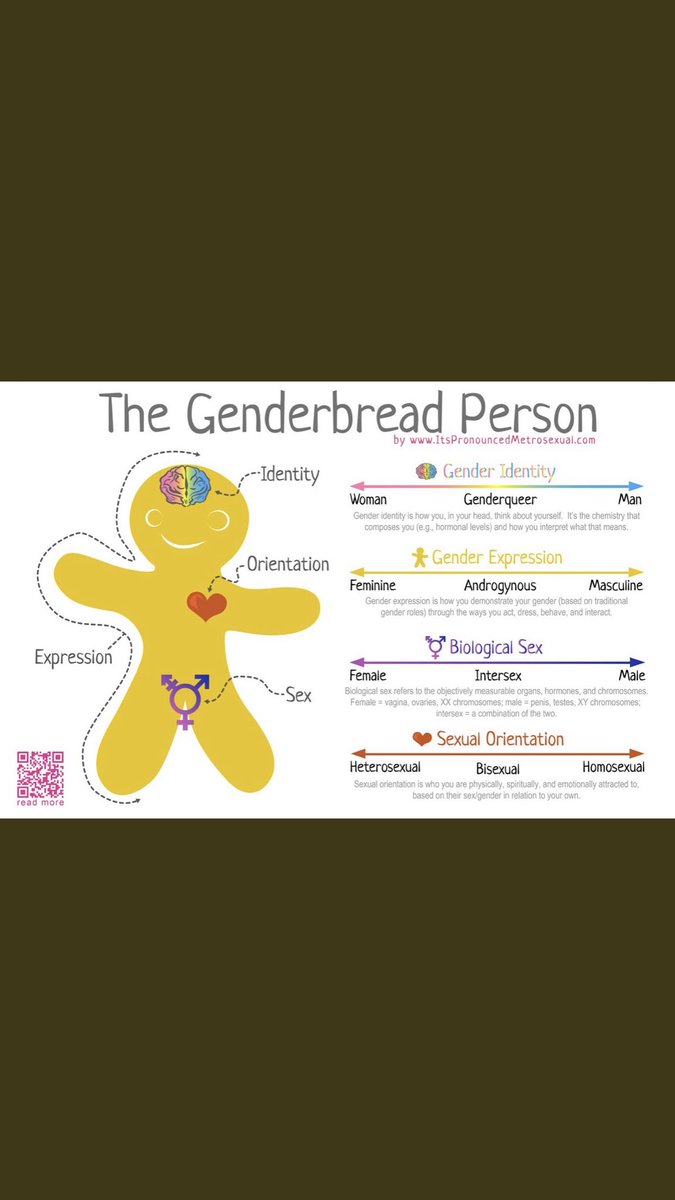 The Genderbread Person
by www.ItsPronouncedMetrosexual.com
Identity
Orientation
Expression
Sex
read more
Gender Identity
Woman Genderqueer Man
Gender identity is how you, in your head, think about yourself. It's the chemistry that
composes you (e.g., hormonal levels) and how you interpret what that means.
Gender Expression
Feminine Androgynous Masculine
Gender expression is how you demonstrate your gender (based on traditional
gender roles) through the ways you act, dress, behave, and interact.
Biological Sex
Female Intersex Male
Biological sex refers to the objectively measurable organs, hormones, and chromosomes.
Female = vagina, ovaries, XX chromosomes; male = penis, testes, XY chromosomes;
intersex = a combination of the two.
Sexual Orientation
Heterosexual Bisexual Homosexual
Sexual orientation is who you are physically, spiritually, and emotionally attracted to,
based on their sex/gender in relation to your own.